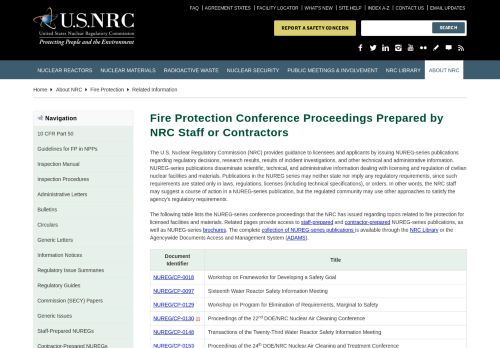 U.S.NRC
United States Nuclear Regulatory Commission
Protecting People and the Environment
FAQ | AGREEMENT STATES | FACILITY LOCATOR | WHAT'S NEW | SITE HELP | INDEX A-Z | CONTACT US | EMAIL UPDATES
REPORT A SAFETY CONCERN
SEARCH
NUCLEAR REACTORS NUCLEAR MATERIALS RADIOACTIVE WASTE NUCLEAR SECURITY PUBLIC MEETINGS & INVOLVEMENT NRC LIBRARY ABOUT NRC
Home About NRC Fire Protection Related Information
Navigation
10 CFR Part 50
Guidelines for FP in NPPs
Inspection Manual
Inspection Procedures
Administrative Letters
Bulletins
Circulars
Generic Letters
Information Notices
Regulatory Issue Summaries
Regulatory Guides
Commission (SECY) Papers
Generic Issues
Staff-Prepared NUREGs
Contractor-Prepared NUREGs
Fire Protection Conference Proceedings Prepared by
NRC Staff or Contractors
The U.S. Nuclear Regulatory Commission (NRC) provides guidance to licensees and applicants by issuing NUREG-series publications
regarding regulatory decisions, research results, results of incident investigations, and other technical and administrative information.
NUREG-series publications disseminate scientific, technical, and administrative information dealing with licensing and regulation of civilian
nuclear facilities and materials. Publications in the NUREG series may neither state nor imply any regulatory requirements, since such
requirements are stated only in laws, regulations, licenses (including technical specifications), or orders. In other words, the NRC staff
may suggest a course of action in a NUREG-series publication, but the regulated community may use other approaches to satisfy the
agency's regulatory requirements.
The following table lists the NUREG-series conference proceedings that the NRC has issued regarding topics related to fire protection for
licensed facilities and materials. Related pages provide access to staff-prepared and contractor-prepared NUREG-series publications, as
well as NUREG-series brochures. The complete collection of NUREG-series publications is available through the NRC Library or the
Agencywide Documents Access and Management System (ADAMS).
Document Identifier Title
NUREG/CP-0018 Workshop on Frameworks for Developing a Safety Goal
NUREG/CP-0097 Sixteenth Water Reactor Safety Information Meeting
NUREG/CP-0129 Workshop on Program for Elimination of Requirements, Marginal to Safety
NUREG/CP-0130 Proceedings of the 22nd DOE/NRC Nuclear Air Cleaning Conference
NUREG/CP-0148 Transactions of the Twenty-Third Water Reactor Safety Information Meeting
NUREG/CP-0153 Proceedings of the 24th DOE/NRC Nuclear Air Cleaning and Treatment Conference